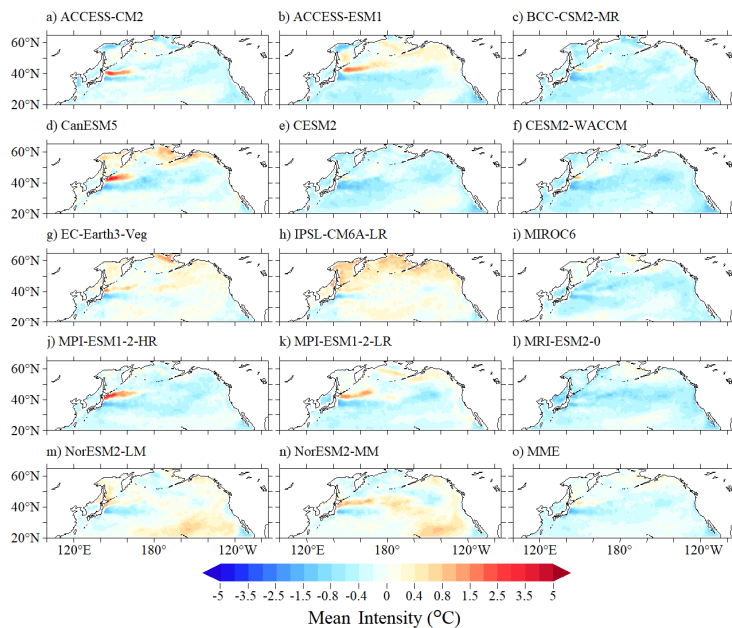 a) ACCESS-CM2 b) ACCESS-ESM1 c) BCC-CSM2-MR
60°N
40°N
20°N
d) CanESM5 e) CESM2 f) CESM2-WACCM
60°N
40°N
20°N
g) EC-Earth3-Veg h) IPSL-CM6A-LR i) MIROC6
60°N
40°N
20°N
j) MPI-ESM1-2-HR k) MPI-ESM1-2-LR l) MRI-ESM2-0
60°N
40°N
20°N
m) NorESM2-LM n) NorESM2-MM o) MME
60°N
40°N
20°N
120°E 180° 120°W 120°E 180° 120°W 120°E 180° 120°W
-5 -3.5 -2.5 -1.5 -0.8 -0.4 0 0.4 0.8 1.5 2.5 3.5 5
Mean Intensity (°C)